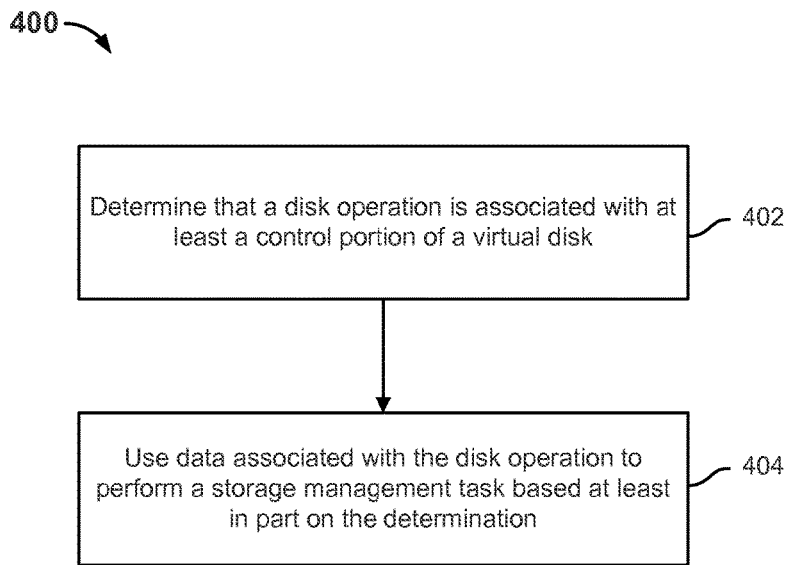 400
Determine that a disk operation is associated with at
least a control portion of a virtual disk
402
Use data associated with the disk operation to
perform a storage management task based at least
in part on the determination
404